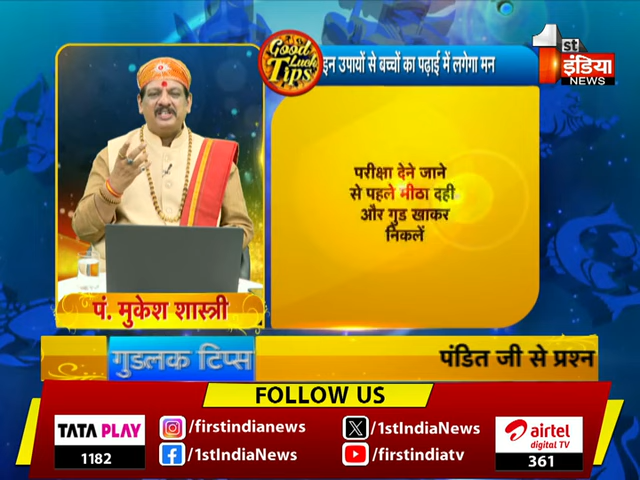 Good Luck Tips
इन उपायों से बच्चों का पढ़ाई में लगेगा मन
1st
इंडिया
NEWS
परीक्षा देने जाने
से पहले मीठा दही
और गुड खाकर
निकलें
पं. मुकेश शास्त्री
गुडलक टिप्स
पंडित जी से प्रश्न
FOLLOW US
TATA PLAY
1182
/firstindianews
/1stIndiaNews
/1stIndiaNews
/firstindiatv
airtel
digital TV
361